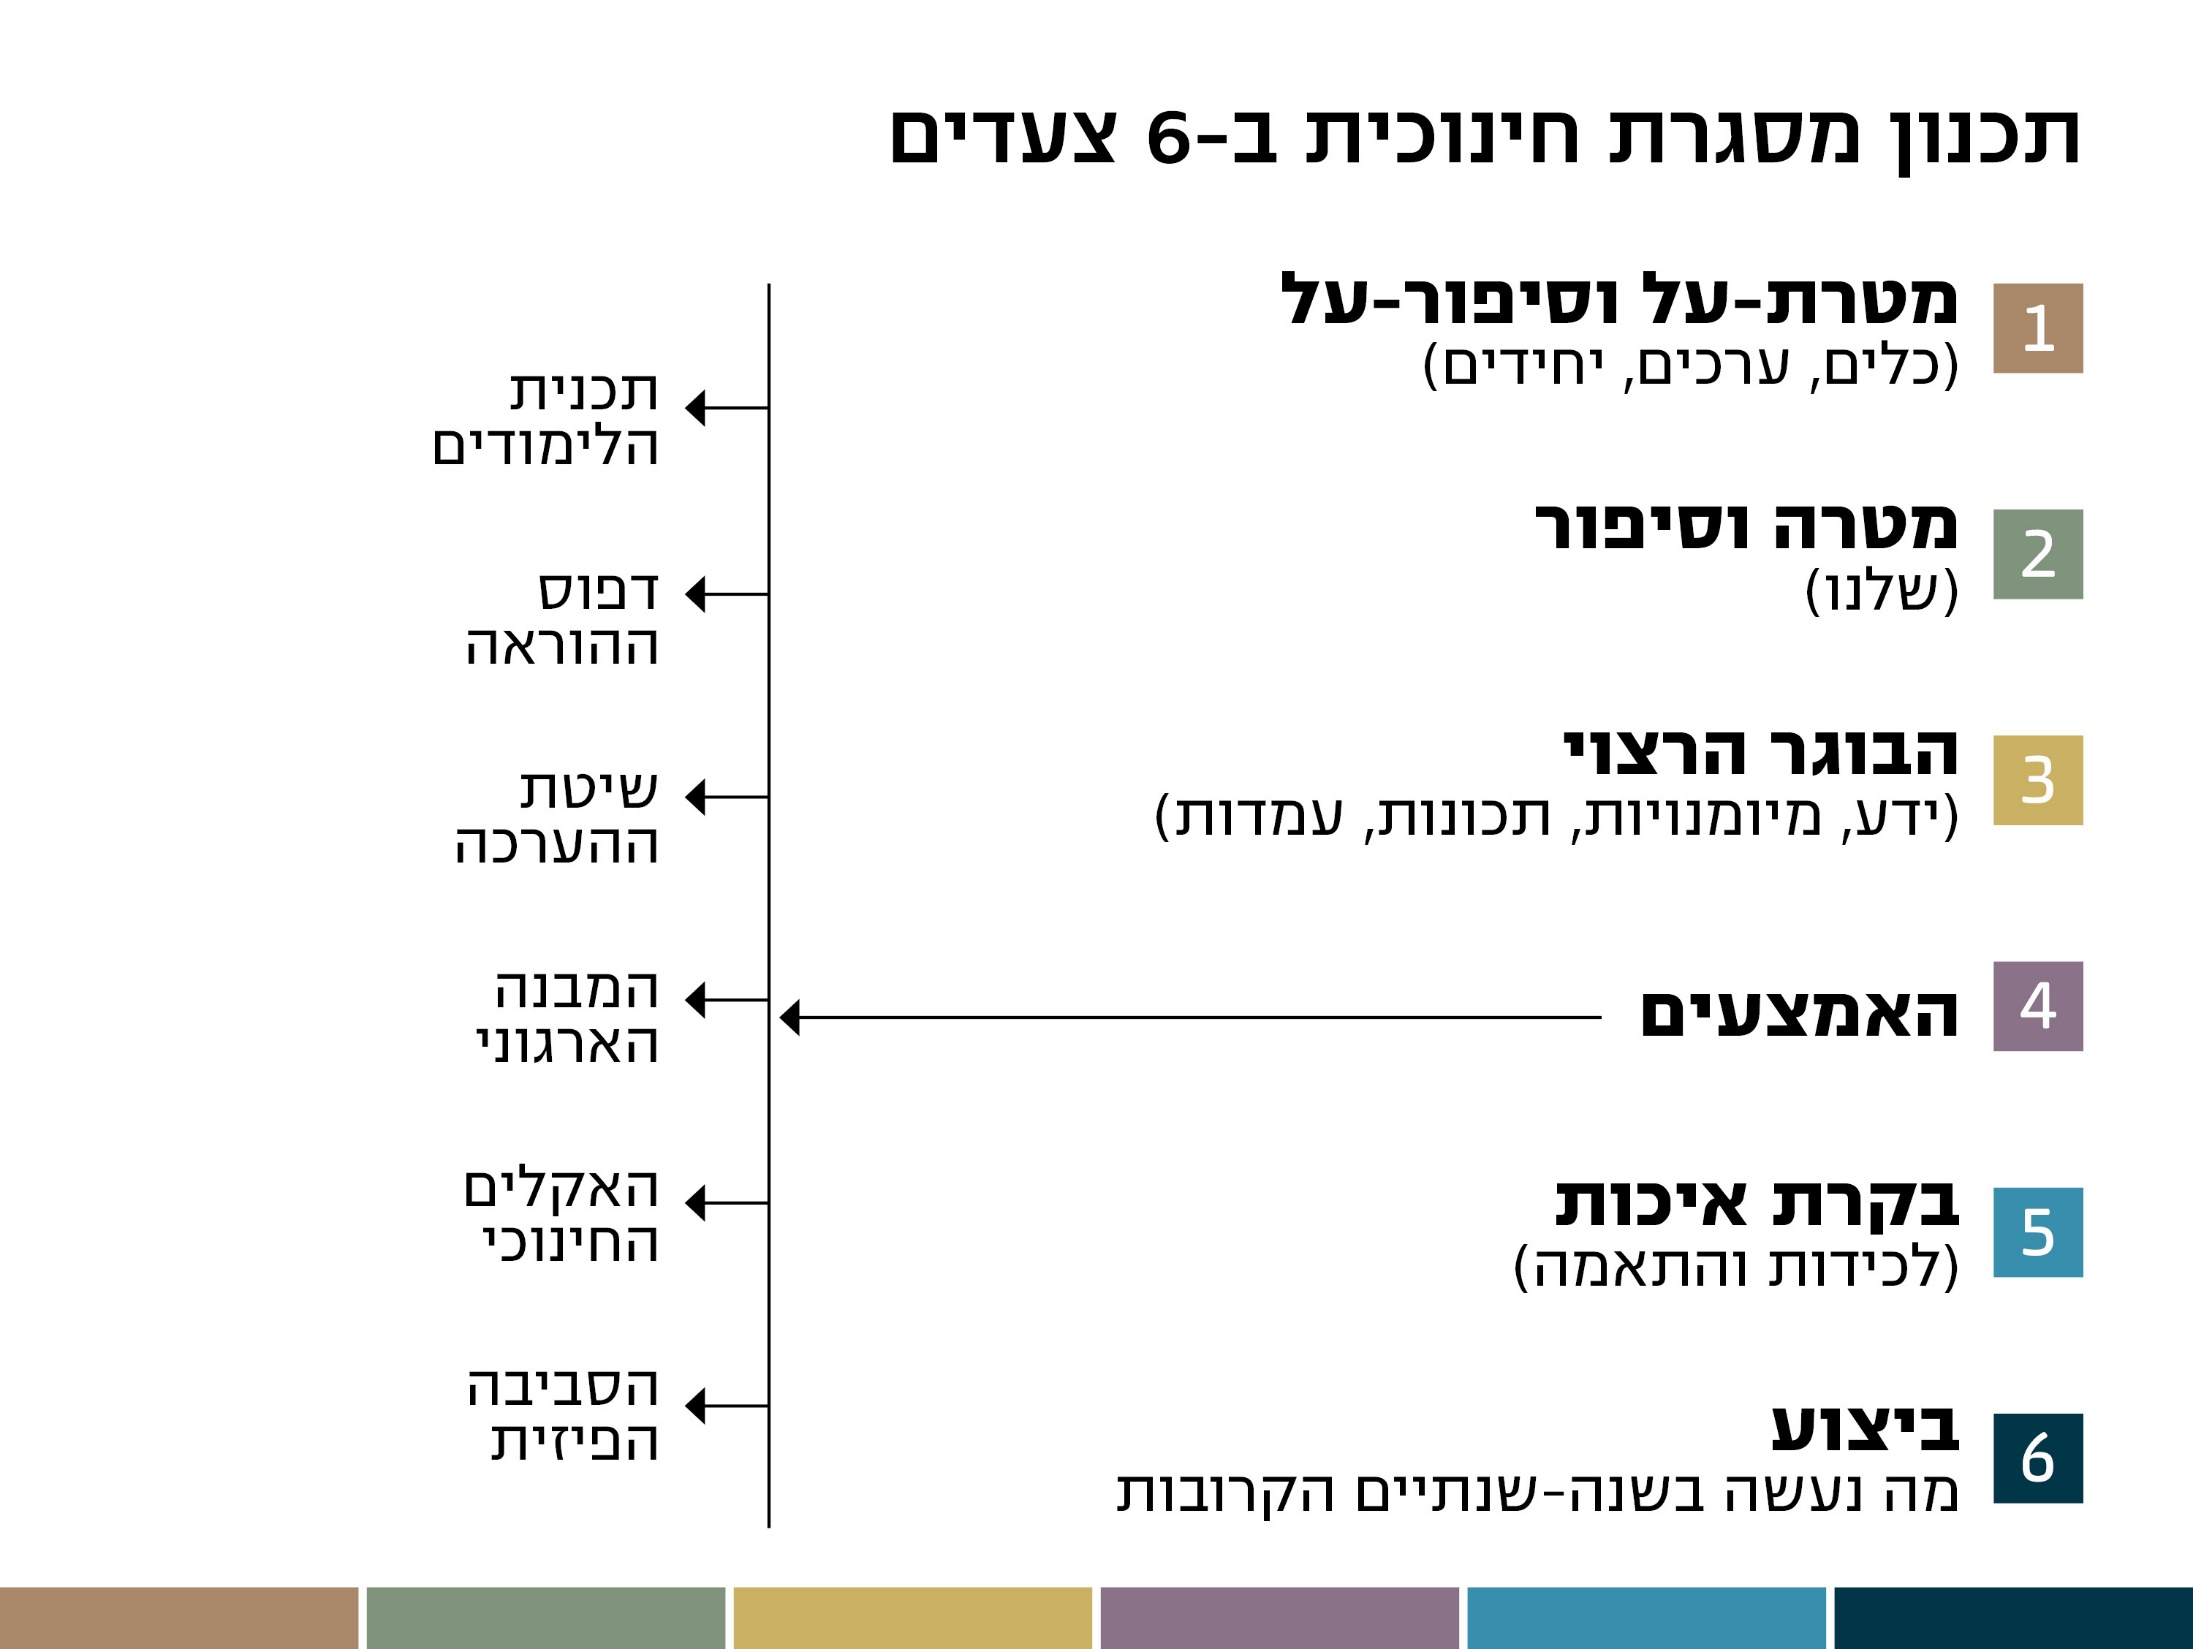 תכנון מסגרת חינוכית ב-6 צעדים
1
מטרת-על וסיפור-על
(כלים, ערכים, יחידים)
2
מטרה וסיפור
(שלנו)
3
הבוגר הרצוי
(ידע, מיומנויות, תכונות, עמדות)
4
האמצעים
5
בקרת איכות
(לכידות והתאמה)
6
ביצוע
מה נעשה בשנה-שנתיים הקרובות
תכנית
הלימודים
דפוס
ההוראה
שיטת
ההערכה
המבנה
הארגוני
האקלים
החינוכי
הסביבה
הפיזית